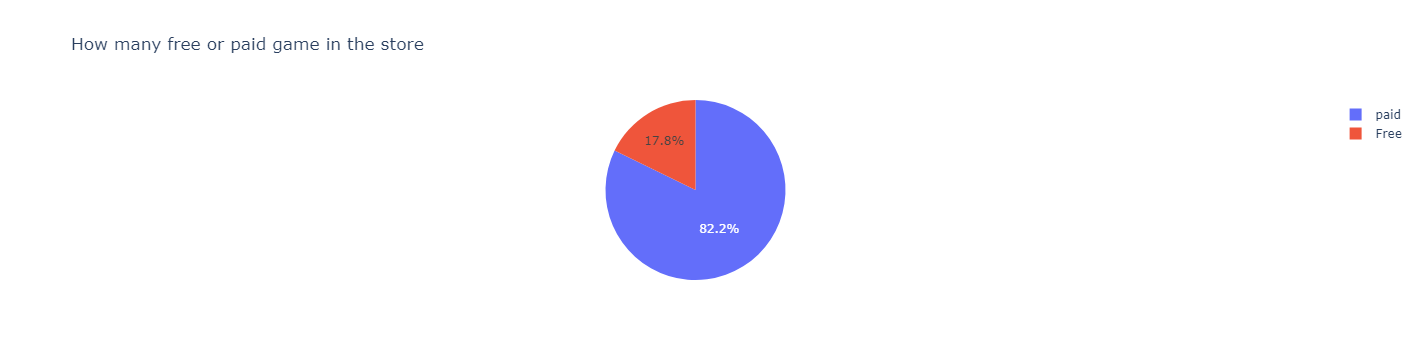 How many free or paid game in the store
paid
Free
17.8%
82.2%